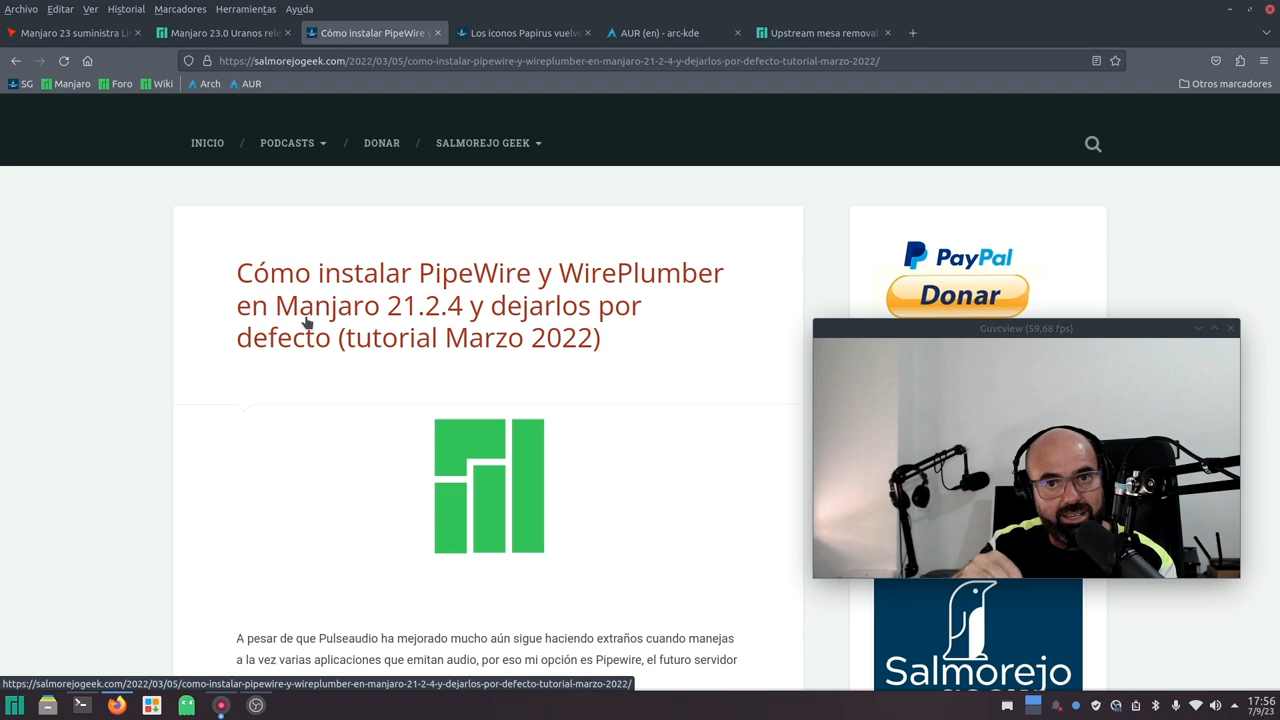 Archivo Editar Ver Historial Marcadores Herramientas Ayuda
Manjaro 23 suministra Li
Manjaro 23.0 Uranos rele
Cómo instalar PipeWire y
Los iconos Papirus vuelve
AUR (en) - arc-kde
Upstream mesa removal
https://salmorejogeek.com/2022/03/05/como-instalar-pipewire-y-wireplumber-en-manjaro-21-2-4-y-dejarlos-por-defecto-tutorial-marzo-2022/
SG Manjaro Foro Wiki Arch AUR Otros marcadores
INICIO / PODCASTS / DONAR / SALMOREJO GEEK
Cómo instalar PipeWire y WirePlumber
en Manjaro 21.2.4 y dejarlos por
defecto (tutorial Marzo 2022)
PayPal
Donar
Guvcview (59,68 fps)
A pesar de que Pulseaudio ha mejorado mucho aún sigue haciendo extraños cuando manejas
a la vez varias aplicaciones que emitan audio, por eso mi opción es Pipewire, el futuro servidor
Salmorejo
https://salmorejogeek.com/2022/03/05/como-instalar-pipewire-y-wireplumber-en-manjaro-21-2-4-y-dejarlos-por-defecto-tutorial-marzo-2022/
17:56
7/9/23